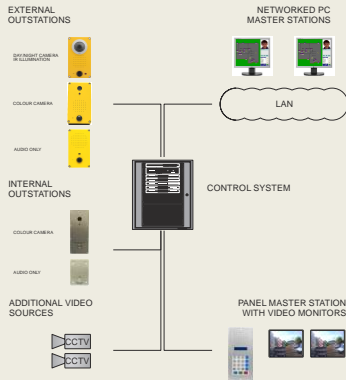 EXTERNAL
OUTSTATIONS
NETWORKED PC
MASTER STATIONS
DAY/NIGHT CAMERA
IR ILLUMINATION
COLOUR CAMERA
LAN
AUDIO ONLY
INTERNAL
OUTSTATIONS
CONTROL SYSTEM
COLOUR CAMERA
AUDIO ONLY
ADDITIONAL VIDEO
SOURCES
PANEL MASTER STATION
WITH VIDEO MONITORS
CCTV
CCTV